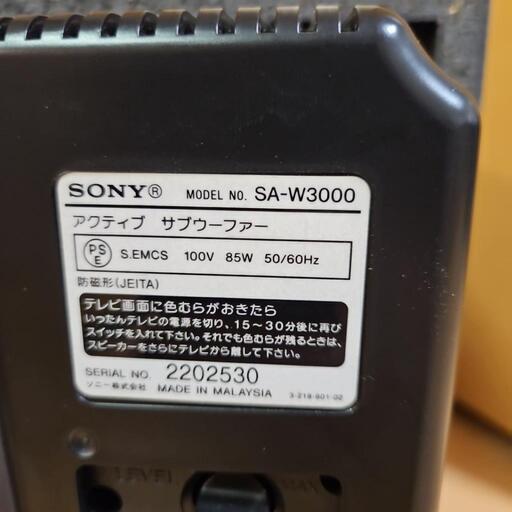 SONY® MODEL NO. SA-W3000
アクティブ サブウーファー
PSE S.EMCS 100V 85W 50/60Hz
防磁形(JEITA)
テレビ画面に色むらがおきたら
いったんテレビの電源を切り、15〜30分後に再び
スイッチを入れて下さい。それでも色むらが残るときは、
スピーカーをさらにテレビから離して下さい。
SERIAL NO. 2202530
ソニー株式会社 MADE IN MALAYSIA 3-218-901-02
LEVEL MAX